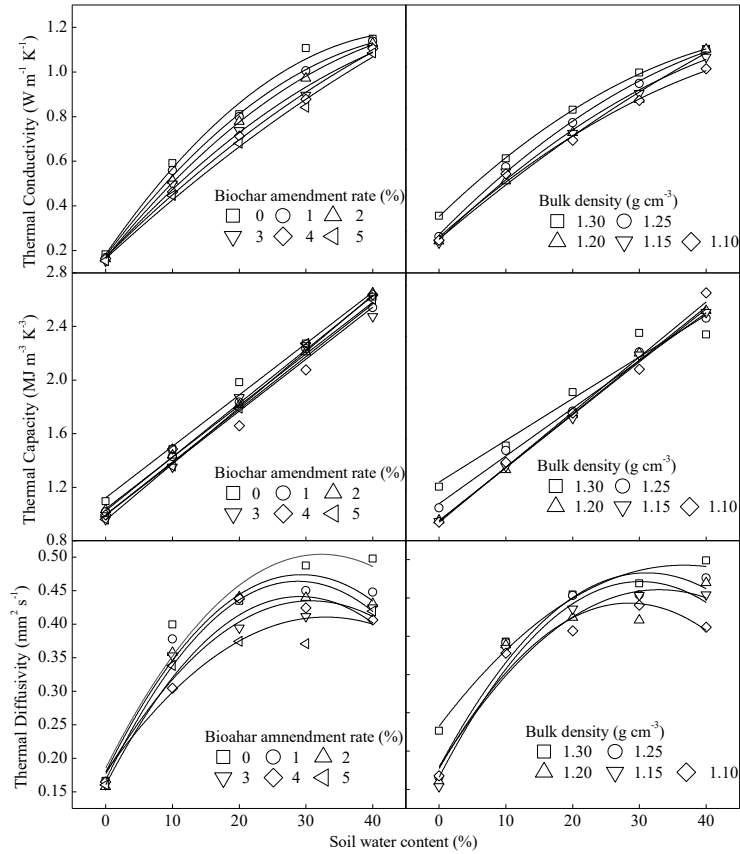 1.2
1.0
0.8
0.6
0.4
0.2
Thermal Conductivity (W m⁻¹ K⁻¹)
Biochar amendment rate (%)
0 1 2
3 4 5
Bulk density (g cm⁻³)
1.30 1.25
1.20 1.15 1.10
2.8
2.4
2.0
1.6
1.2
0.8
Thermal Capacity (MJ m⁻³ K⁻³)
Biochar amendment rate (%)
0 1 2
3 4 5
Bulk density (g cm⁻³)
1.30 1.25
1.20 1.15 1.10
0.50
0.45
0.40
0.35
0.30
0.25
0.20
0.15
Thermal Diffusivity (mm² s⁻¹)
Bioahar amnendment rate (%)
0 1 2
3 4 5
Bulk density (g cm⁻³)
1.30 1.25
1.20 1.15 1.10
0 10 20 30 40 0 10 20 30 40
Soil water content (%)